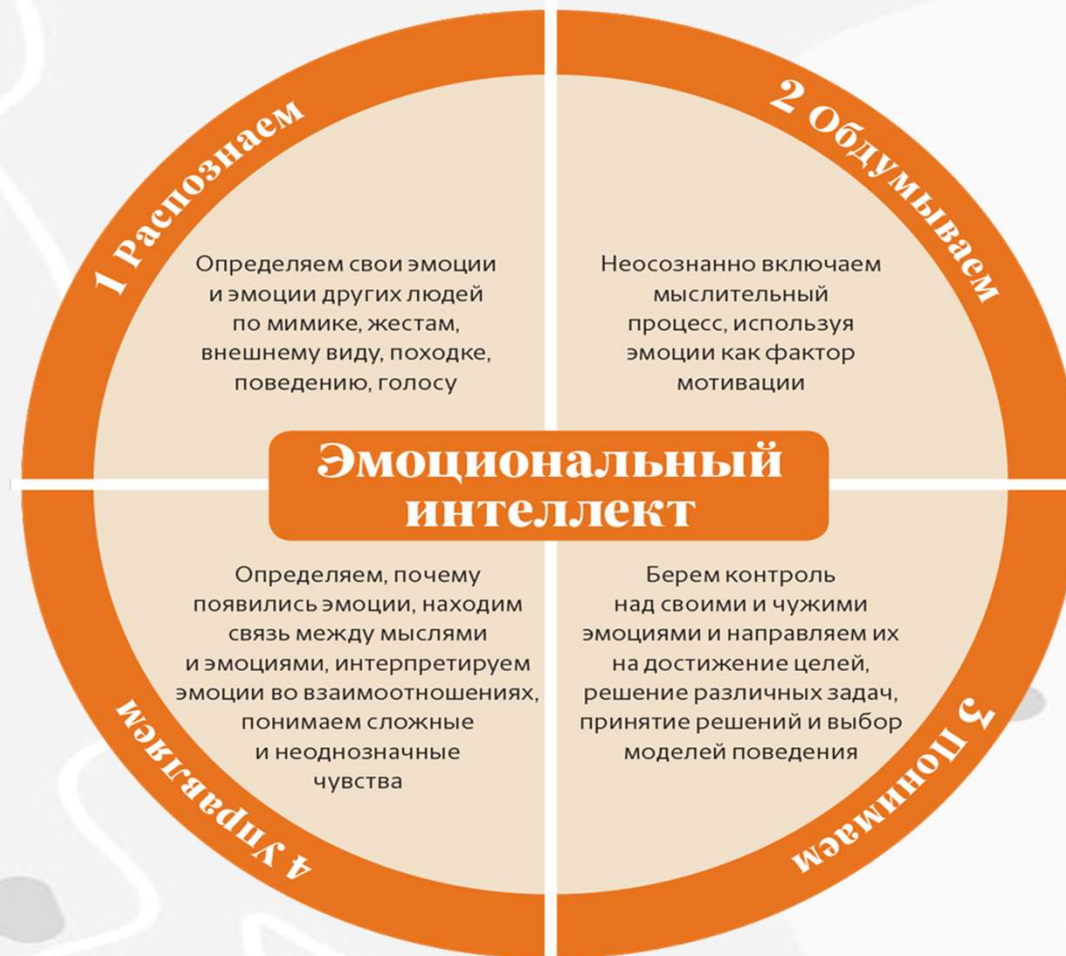 1 Распознаем
Определяем свои эмоции
и эмоции других людей
по мимике, жестам,
внешнему виду, походке,
поведению, голосу
2 Обдумываем
Неосознанно включаем
мыслительный
процесс, используя
эмоции как фактор
мотивации
Эмоциональный
интеллект
Определяем, почему
появились эмоции, находим
связь между мыслями
и эмоциями, интерпретируем
эмоции во взаимоотношениях,
понимаем сложные
и неоднозначные
чувства
4 Управляем
Берем контроль
над своими и чужими
эмоциями и направляем их
на достижение целей,
решение различных задач,
принятие решений и выбор
моделей поведения
3 Понимаем